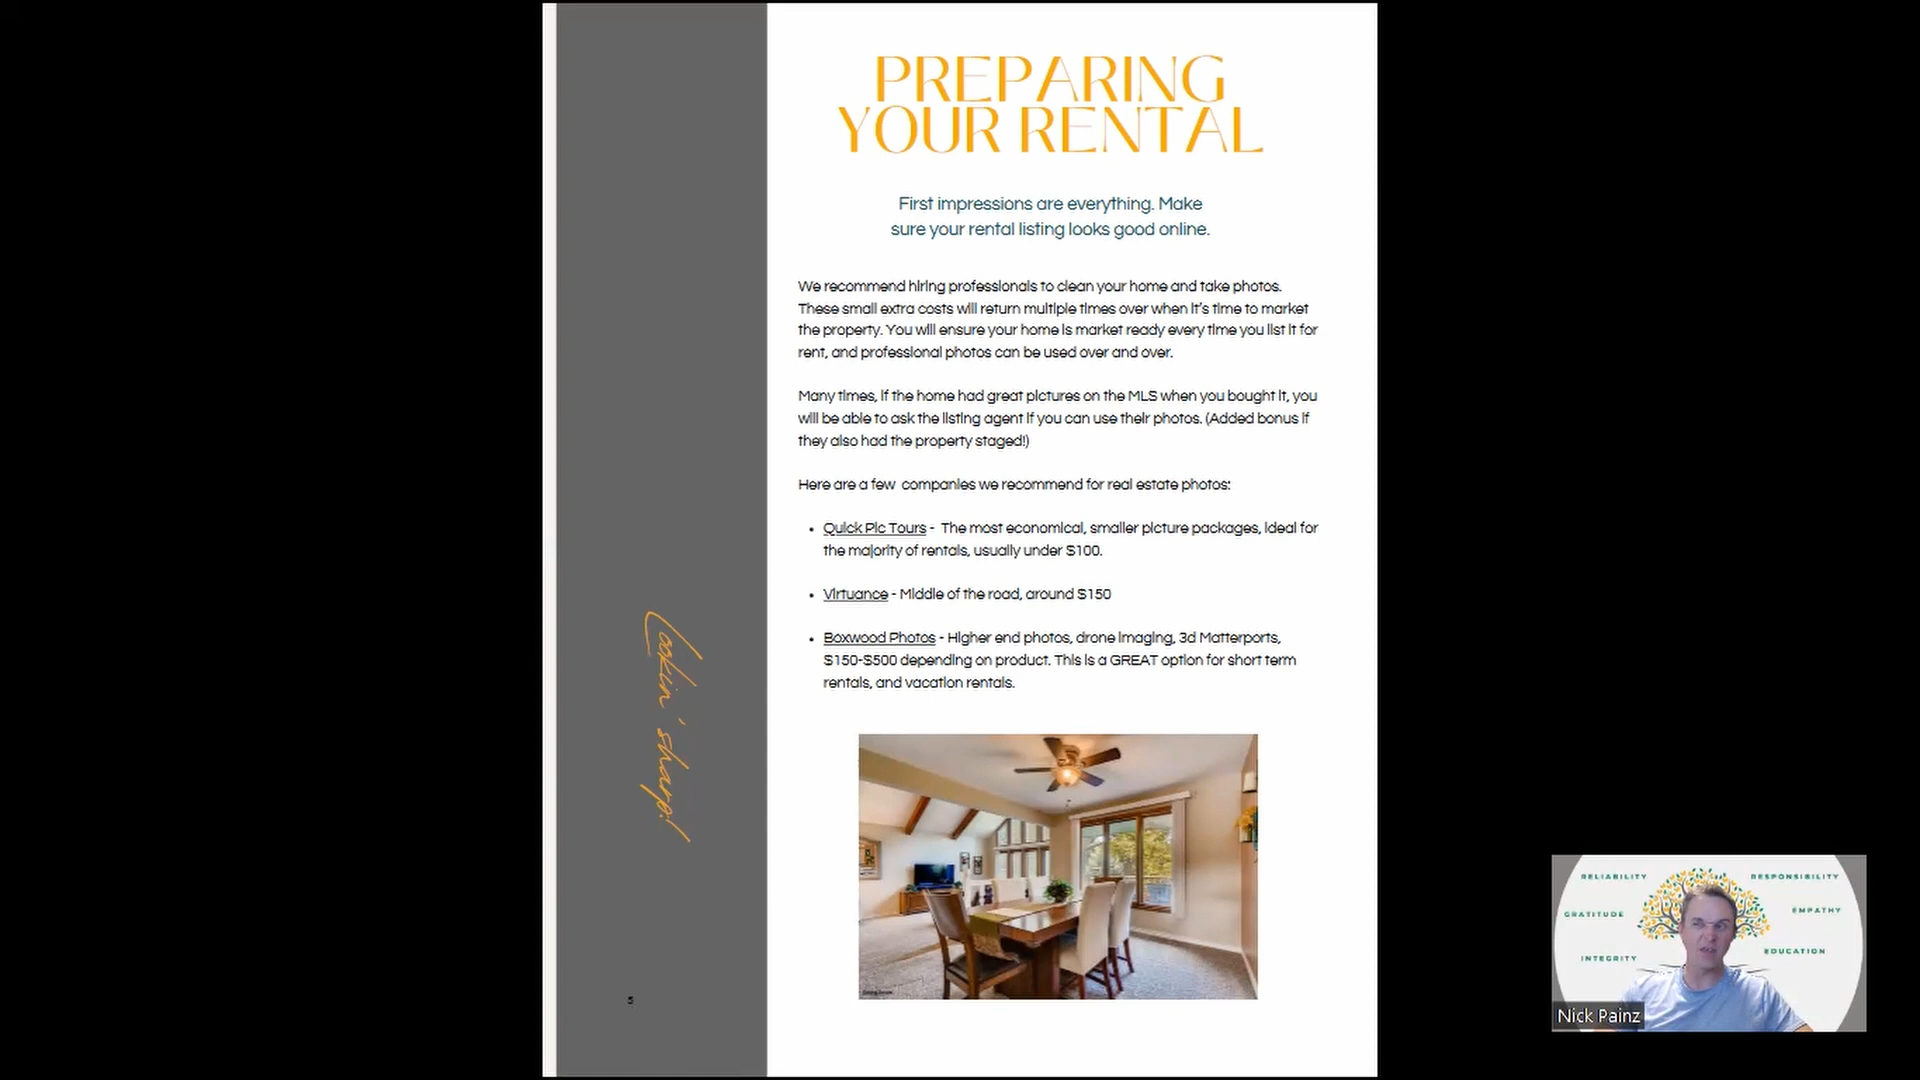 PREPARING
YOUR RENTAL
First impressions are everything. Make
sure your rental listing looks good online.
We recommend hiring professionals to clean your home and take photos.
These small extra costs will return multiple times over when it's time to market
the property. You will ensure your home is market ready every time you list it for
rent, and professional photos can be used over and over.
Many times, if the home had great pictures on the MLS when you bought it, you
will be able to ask the listing agent if you can use their photos. (Added bonus if
they also had the property staged!)
Here are a few companies we recommend for real estate photos:
• Quick Pic Tours - The most economical, smaller picture packages, ideal for
the majority of rentals, usually under $100.
• Virtuance - Middle of the road, around $150
• Boxwood Photos - Higher end photos, drone imaging, 3d Matterports,
$150-$500 depending on product. This is a GREAT option for short term
rentals, and vacation rentals.
Lookin' sharp!
5
RELIABILITY
RESPONSIBILITY
GRATITUDE
EMPATHY
EDUCATION
INTEGRITY
Nick Painz